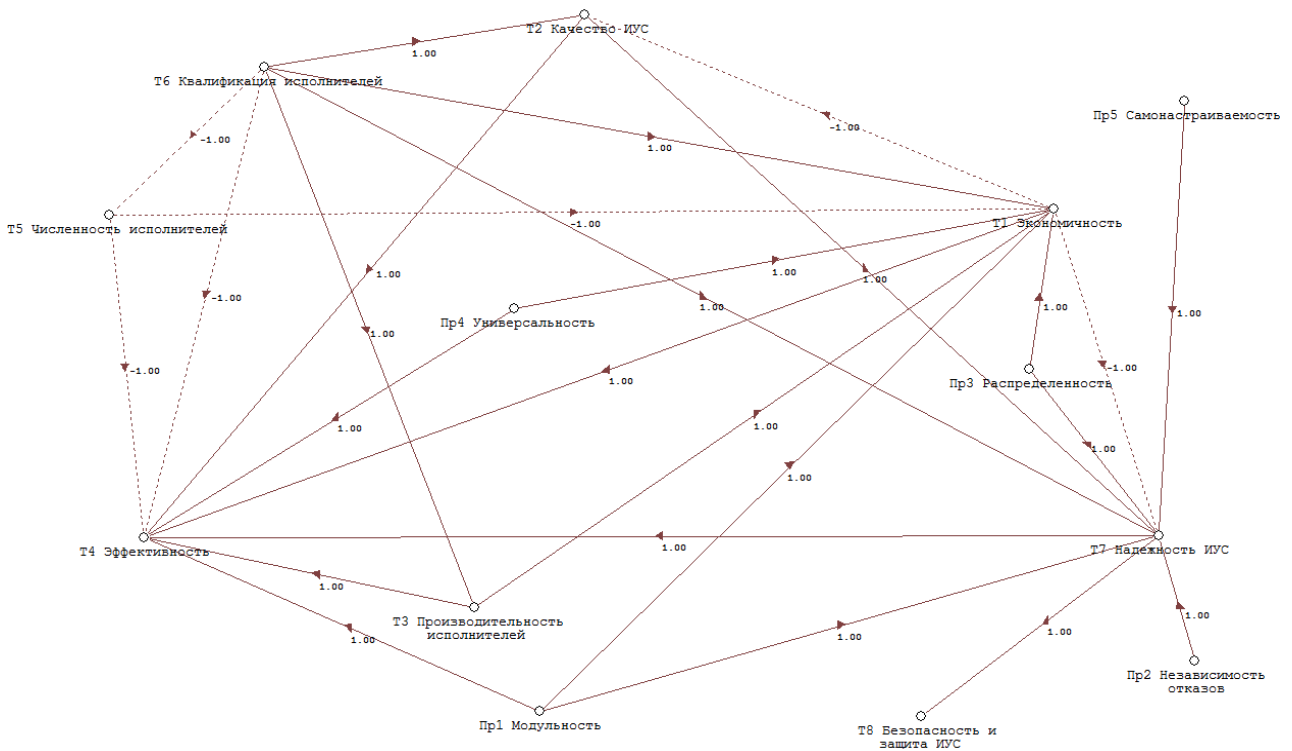 Т2 Качество ИУС
1.00
Т6 Квалификация исполнителей
Пр5 Самонастраиваемость
-1.00
-1.00
1.00
Т1 Экономичность
Т5 Численность исполнителей
-1.00
1.00
1.00
1.00
-1.00
1.00
1.00
1.00
Пр4 Универсальность
1.00
1.00
-1.00
1.00
-1.00
Пр3 Распределенность
1.00
1.00
1.00
1.00
Т4 Эффективность
1.00
Т7 Надежность ИУС
1.00
Т3 Производительность
исполнителей
1.00
1.00
1.00
1.00
Пр2 Независимость
отказов
Пр1 Модульность
Т8 Безопасность и
защита ИУС